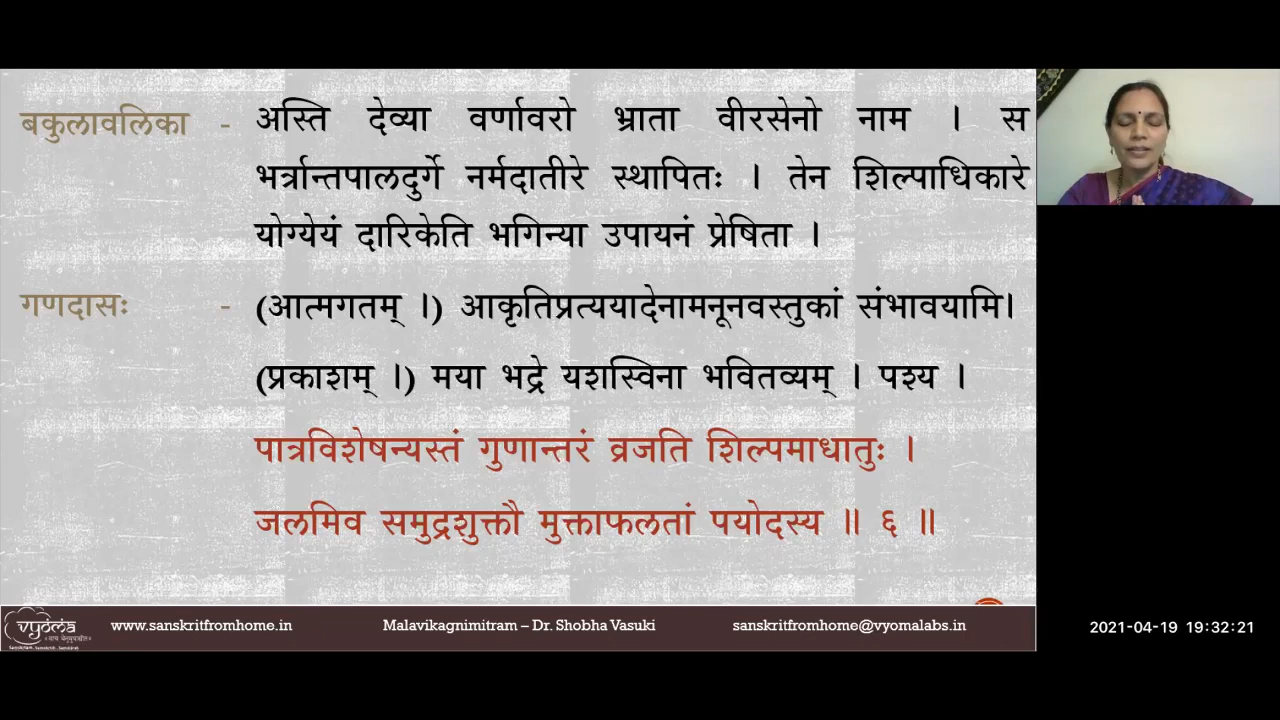 बकुलावलिका - अस्ति देव्या वर्णावरो भ्राता वीरसेनो नाम । स
भर्त्रान्तपालदुर्गे नर्मदातीरे स्थापितः । तेन शिल्पाधिकारे
योग्येयं दारिकेति भगिन्या उपायनं प्रेषिता ।
गणदासः - (आत्मगतम् ।) आकृतिप्रत्ययादेनामनूनवस्तुकां संभावयामि।
(प्रकाशम् ।) मया भद्रे यशस्विना भवितव्यम् । पश्य ।
पात्रविशेषन्यस्तं गुणान्तरं व्रजति शिल्पमाधातुः ।
जलमिव समुद्रशुक्तौ मुक्ताफलतां पयोदस्य ॥ ६ ॥
vyoma
www.sanskritfromhome.in Malavikagnimitram – Dr. Shobha Vasuki sanskritfromhome@vyomalabs.in 2021-04-19 19:32:21